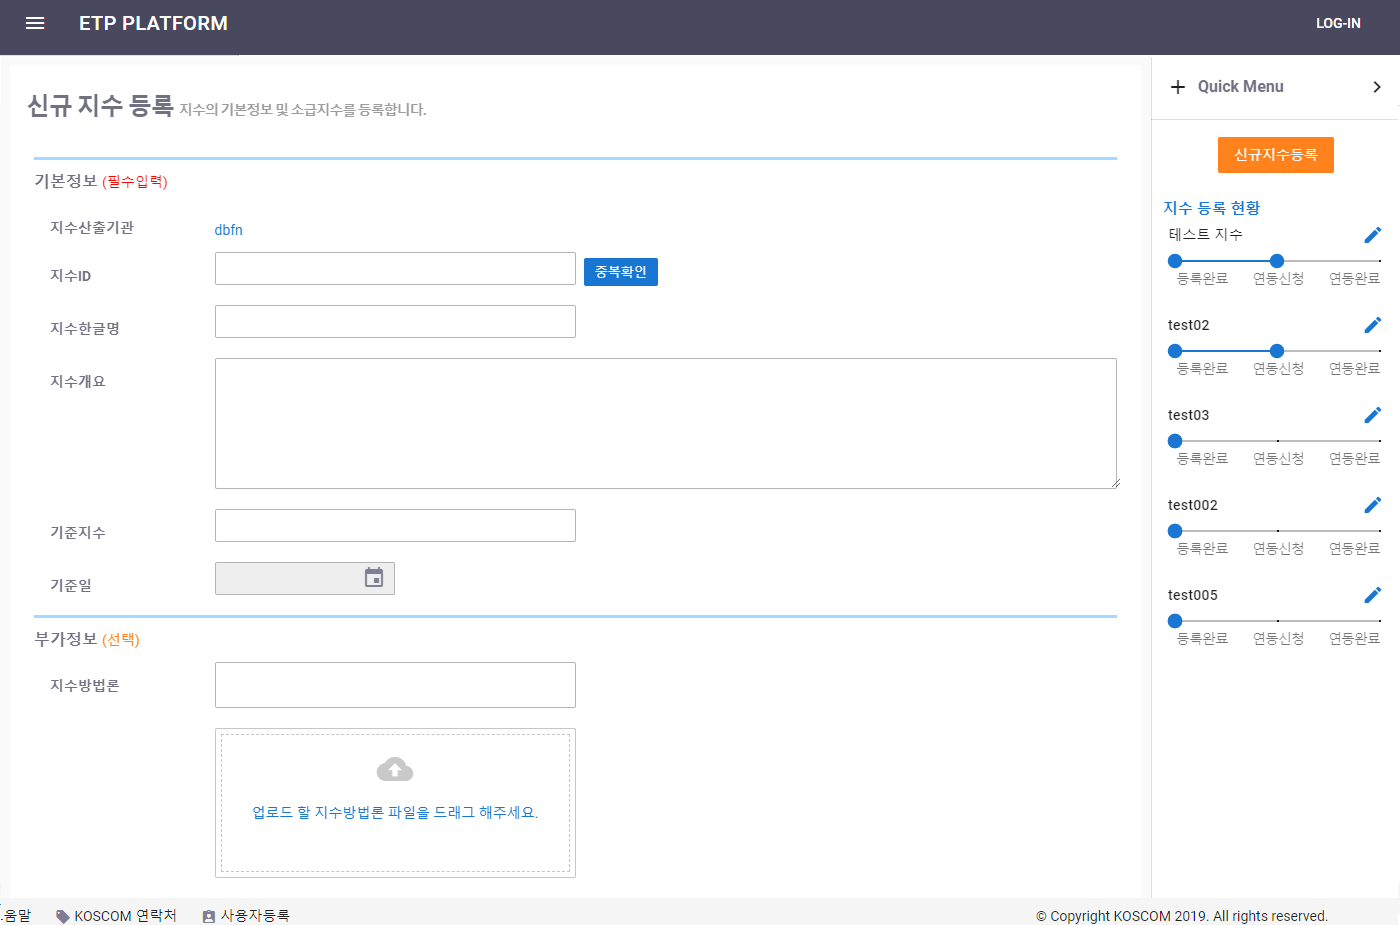 ETP PLATFORM
LOG-IN
신규 지수 등록 지수의 기본정보 및 소급지수를 등록합니다.
기본정보 (필수입력)
지수산출기관 dbfn
지수ID 중복확인
지수한글명
지수개요
기준지수
기준일
부가정보 (선택)
지수방법론
업로드 할 지수방법론 파일을 드래그 해주세요.
Quick Menu
신규지수등록
지수 등록 현황
테스트 지수
등록완료 연동신청 연동완료
test02
등록완료 연동신청 연동완료
test03
등록완료 연동신청 연동완료
test002
등록완료 연동신청 연동완료
test005
등록완료 연동신청 연동완료
움말 KOSCOM 연락처 사용자등록 © Copyright KOSCOM 2019. All rights reserved.